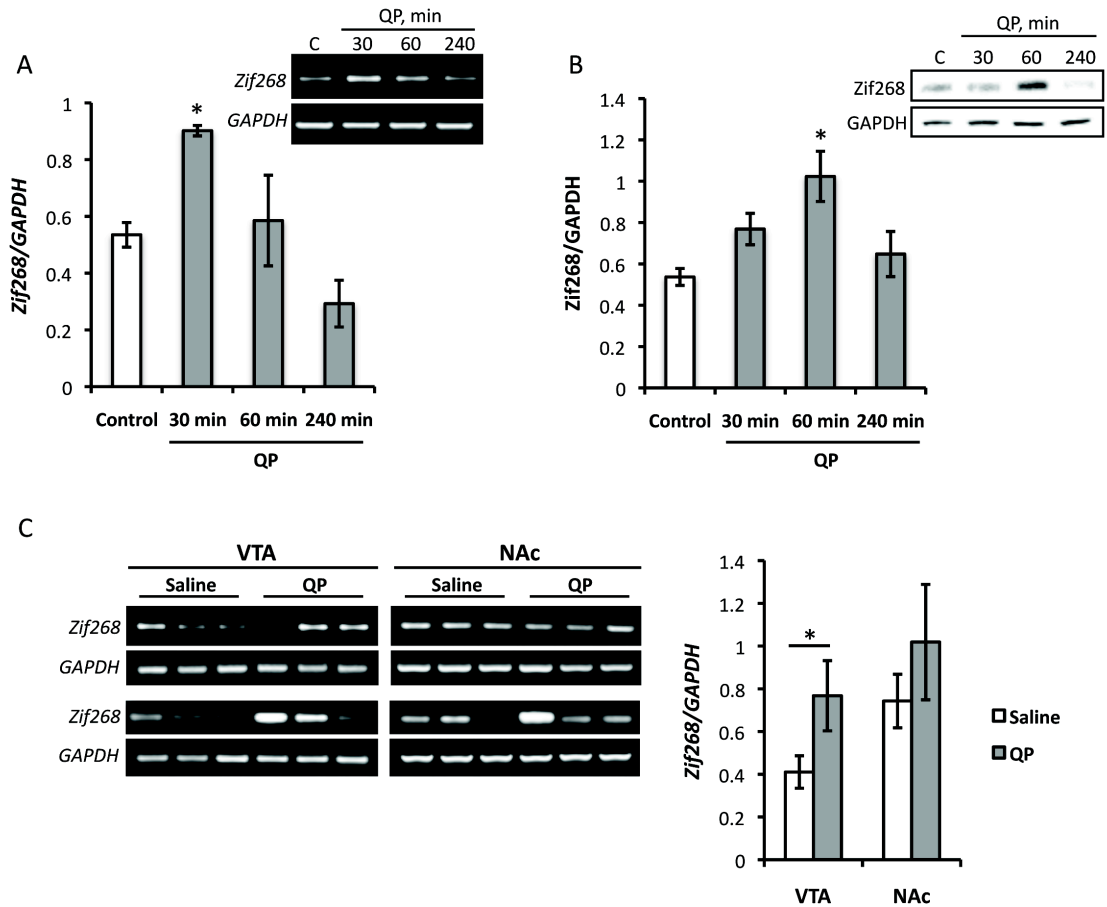 A
QP, min
C 30 60 240
Zif268
GAPDH
Zif268/GAPDH
1
0.8
0.6
0.4
0.2
0
*
Control 30 min 60 min 240 min
QP
B
QP, min
C 30 60 240
Zif268
GAPDH
Zif268/GAPDH
1.4
1.2
1
0.8
0.6
0.4
0.2
0
*
Control 30 min 60 min 240 min
QP
C
VTA NAc
Saline QP Saline QP
Zif268
GAPDH
Zif268
GAPDH
Zif268/GAPDH
1.4
1.2
1
0.8
0.6
0.4
0.2
0
*
VTA NAc
Saline
QP